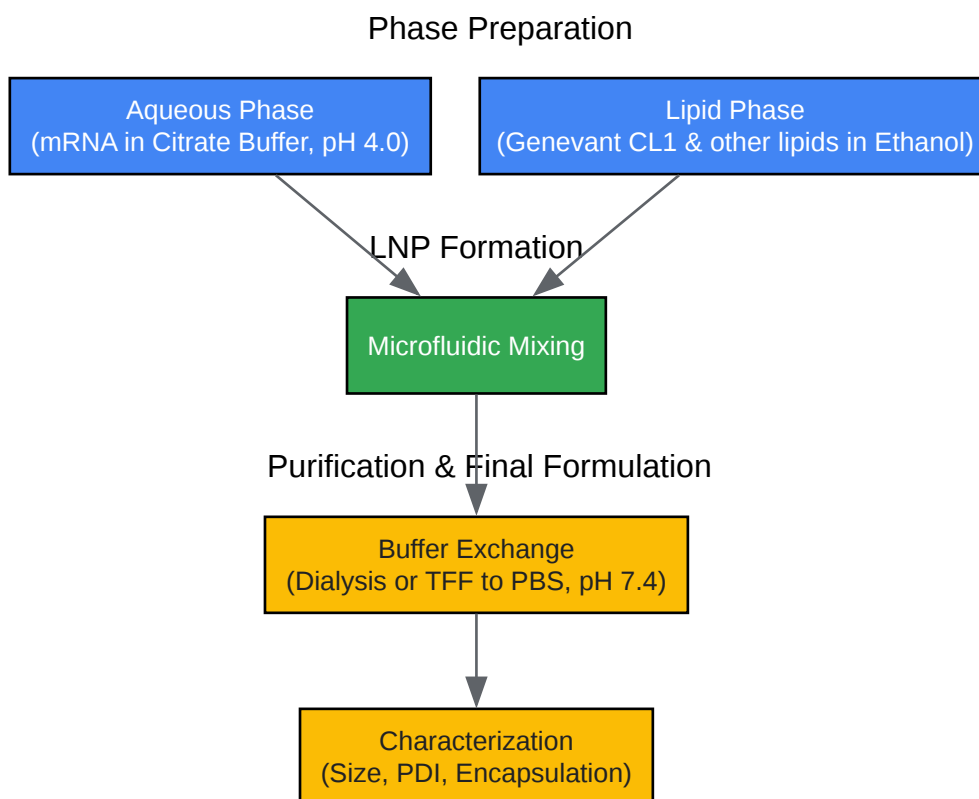 Phase Preparation
Aqueous Phase
(mRNA in Citrate Buffer, pH 4.0)
Lipid Phase
(Genevant CL1 & other lipids in Ethanol)
LNP Formation
Microfluidic Mixing
Purification & Final Formulation
Buffer Exchange
(Dialysis or TFF to PBS, pH 7.4)
Characterization
(Size, PDI, Encapsulation)